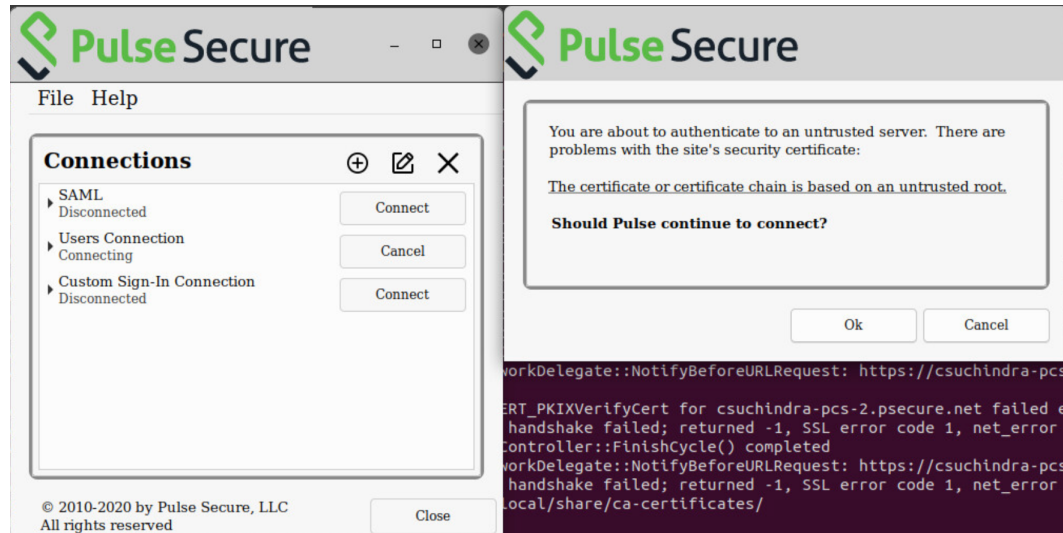 Pulse Secure
File Help
Connections
SAML
Disconnected
Connect
Users Connection
Connecting
Cancel
Custom Sign-In Connection
Disconnected
Connect
© 2010-2020 by Pulse Secure, LLC
All rights reserved
Close
Pulse Secure
You are about to authenticate to an untrusted server. There are
problems with the site's security certificate:
The certificate or certificate chain is based on an untrusted root.
Should Pulse continue to connect?
Ok
Cancel
workDelegate::NotifyBeforeURLRequest: https://csuchindra-pcs
ERT_PKIXVerifyCert for csuchindra-pcs-2.psecure.net failed e
handshake failed; returned -1, SSL error code 1, net_error
Controller::FinishCycle() completed
workDelegate::NotifyBeforeURLRequest: https://csuchindra-pcs
handshake failed; returned -1, SSL error code 1, net_error
local/share/ca-certificates/